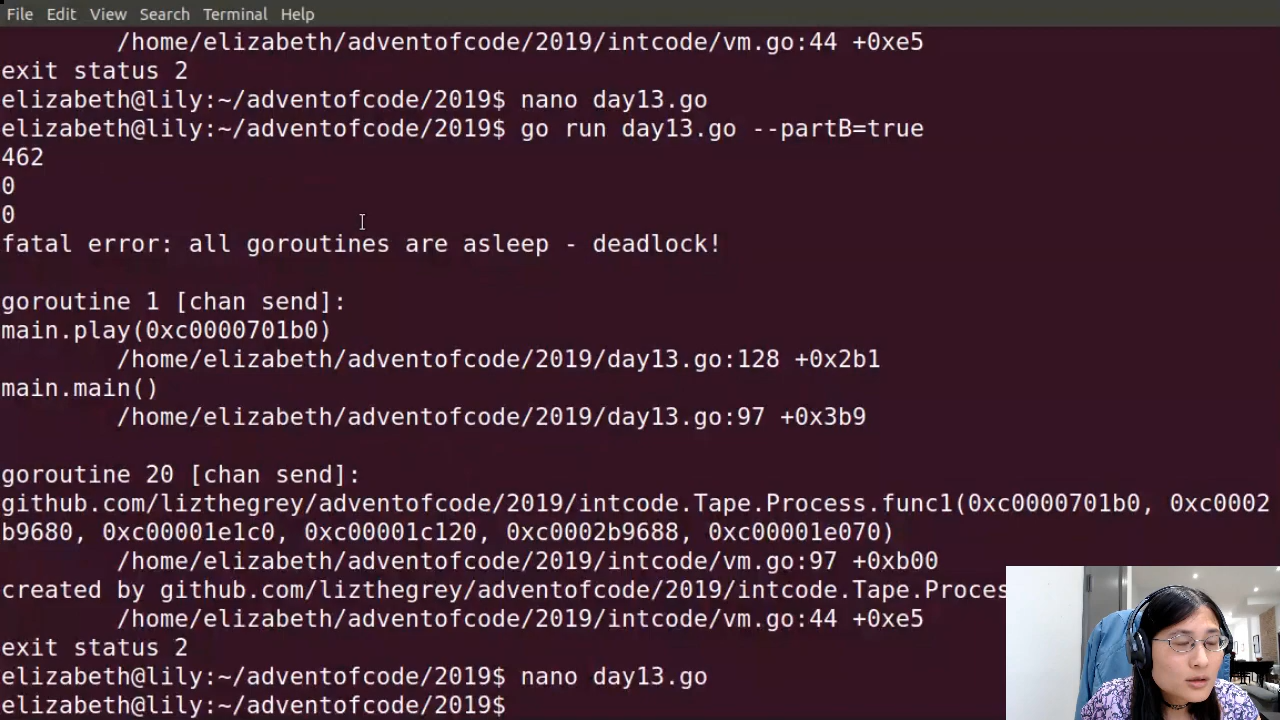 File Edit View Search Terminal Help
/home/elizabeth/adventofcode/2019/intcode/vm.go:44 +0xe5
exit status 2
elizabeth@lily:~/adventofcode/2019$ nano day13.go
elizabeth@lily:~/adventofcode/2019$ go run day13.go --partB=true
462
0
0
fatal error: all goroutines are asleep - deadlock!
goroutine 1 [chan send]:
main.play(0xc0000701b0)
/home/elizabeth/adventofcode/2019/day13.go:128 +0x2b1
main.main()
/home/elizabeth/adventofcode/2019/day13.go:97 +0x3b9
goroutine 20 [chan send]:
github.com/lizthegrey/adventofcode/2019/intcode.Tape.Process.func1(0xc0000701b0, 0xc0002
b9680, 0xc00001e1c0, 0xc00001c120, 0xc0002b9688, 0xc00001e070)
/home/elizabeth/adventofcode/2019/intcode/vm.go:97 +0xb00
created by github.com/lizthegrey/adventofcode/2019/intcode.Tape.Proces
/home/elizabeth/adventofcode/2019/intcode/vm.go:44 +0xe5
exit status 2
elizabeth@lily:~/adventofcode/2019$ nano day13.go
elizabeth@lily:~/adventofcode/2019$